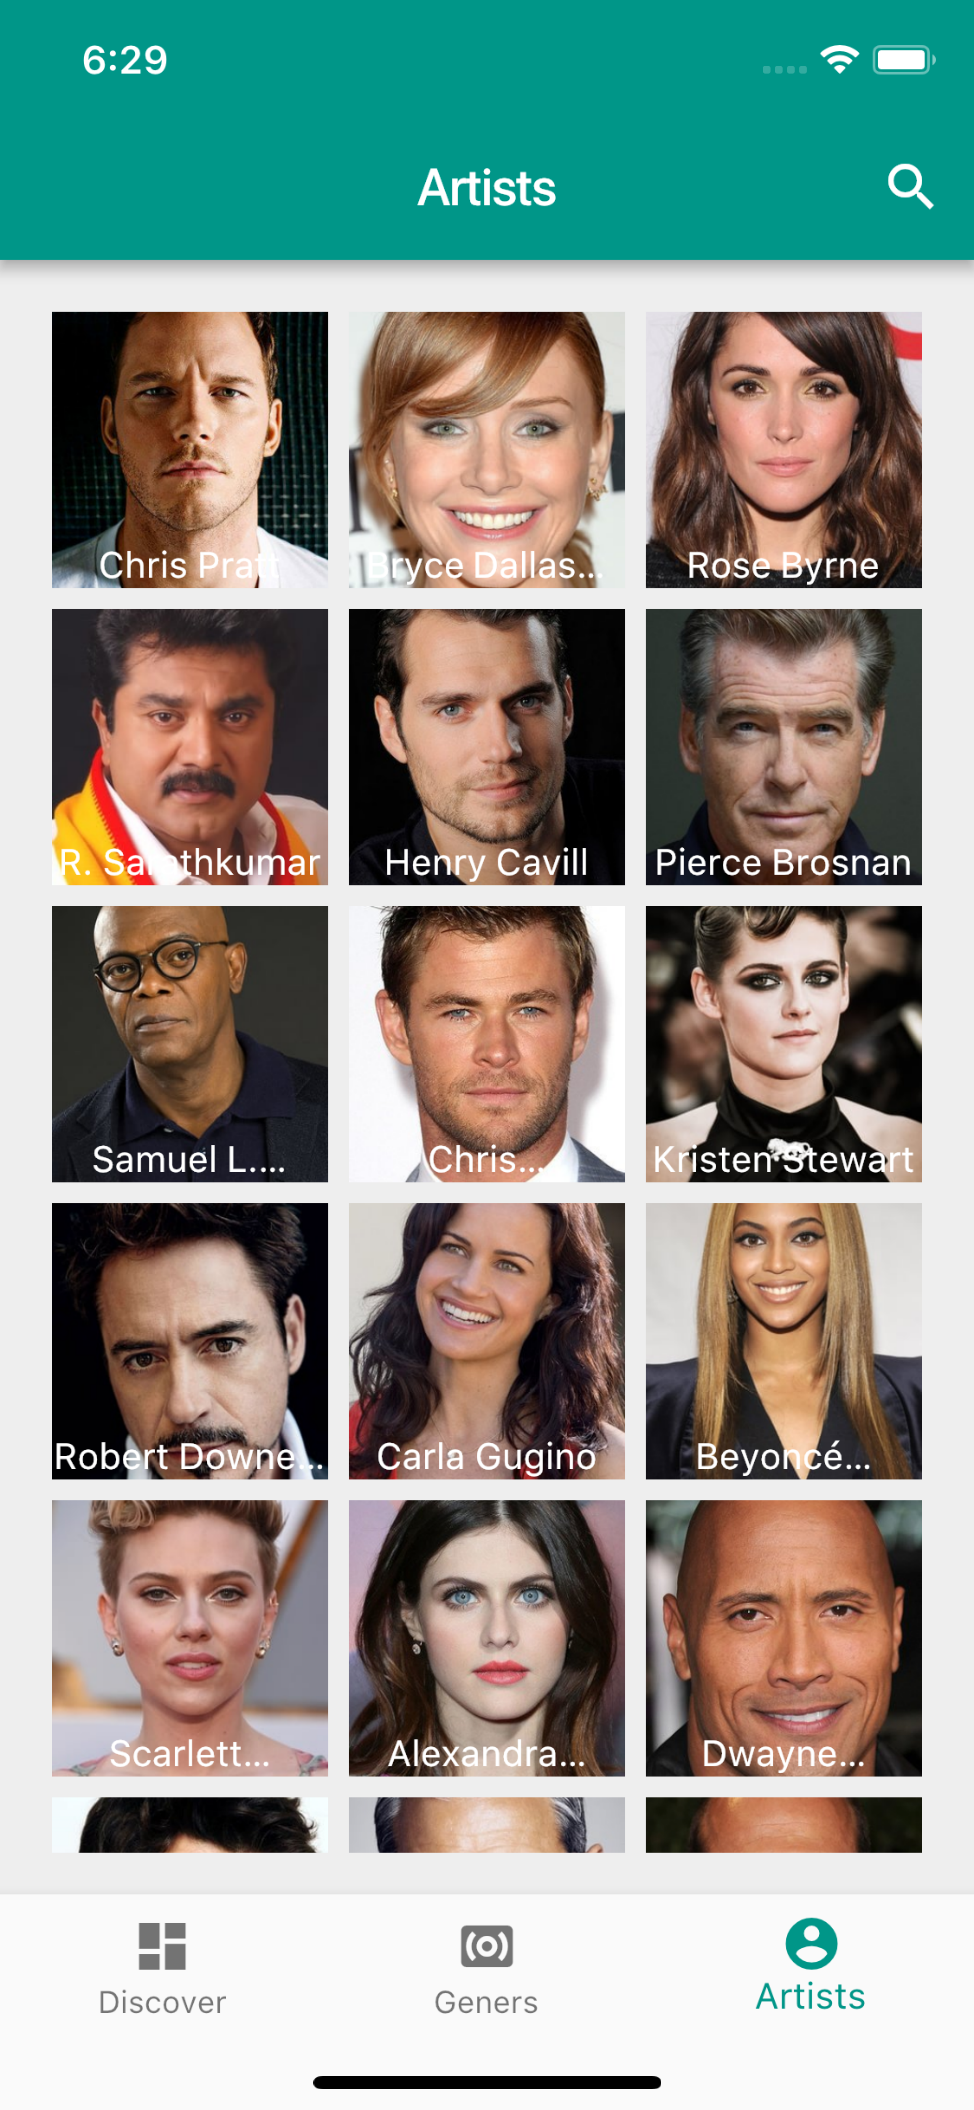 6:29
Artists
Chris Pratt
Bryce Dallas...
Rose Byrne
R. Sarathkumar
Henry Cavill
Pierce Brosnan
Samuel L....
Chris...
Kristen Stewart
Robert Downe...
Carla Gugino
Beyoncé...
Scarlett...
Alexandra...
Dwayne...
Discover
Geners
Artists